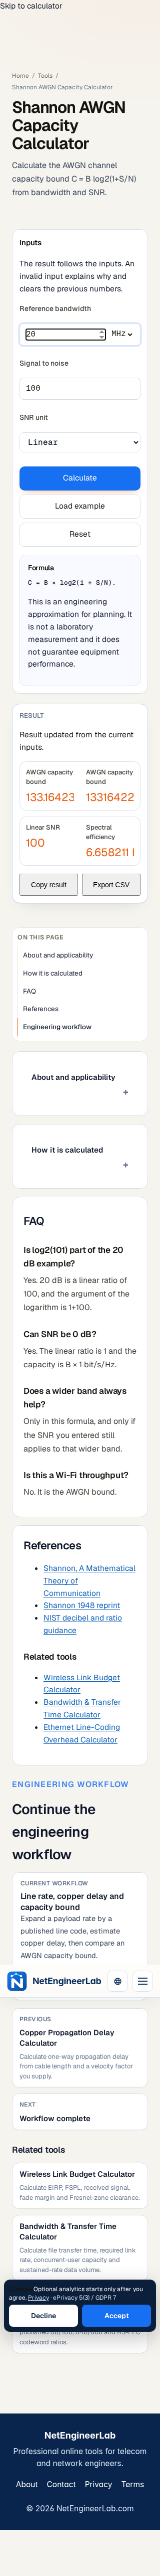 Skip to calculator
Home / Tools /
Shannon AWGN Capacity Calculator
Shannon AWGN
Capacity
Calculator
Calculate the AWGN channel
capacity bound C = B log2(1+S/N)
from bandwidth and SNR.
Inputs
The result follows the inputs. An
invalid input explains why and
clears the previous numbers.
Reference bandwidth
20 MHz
Signal to noise
100
SNR unit
Linear
Calculate
Load example
Reset
Formula
C = B × log2(1 + S/N).
This is an engineering
approximation for planning. It
is not a laboratory
measurement and it does
not guarantee equipment
performance.
RESULT
Result updated from the current
inputs.
AWGN capacity
bound
133.16423
AWGN capacity
bound
13316422
Linear SNR
100
Spectral
efficiency
6.658211
Copy result
Export CSV
ON THIS PAGE
About and applicability
How it is calculated
FAQ
References
Engineering workflow
About and applicability
+
How it is calculated
+
FAQ
Is log2(101) part of the 20
dB example?
Yes. 20 dB is a linear ratio of
100, and the argument of the
logarithm is 1+100.
Can SNR be 0 dB?
Yes. The linear ratio is 1 and the
capacity is B × 1 bit/s/Hz.
Does a wider band always
help?
Only in this formula, and only if
the SNR you entered still
applies to that wider band.
Is this a Wi-Fi throughput?
No. It is the AWGN bound.
References
• Shannon, A Mathematical
Theory of
Communication
• Shannon 1948 reprint
• NIST decibel and ratio
guidance
Related tools
• Wireless Link Budget
Calculator
• Bandwidth & Transfer
Time Calculator
• Ethernet Line-Coding
Overhead Calculator
ENGINEERING WORKFLOW
Continue the
engineering
workflow
CURRENT WORKFLOW
Line rate, copper delay and
capacity bound
Expand a payload rate by a
published line code, estimate
copper delay, then compare an
AWGN capacity bound.
N NetEngineerLab
PREVIOUS
Copper Propagation Delay
Calculator
Calculate one-way propagation delay
from cable length and a velocity factor
you supply.
NEXT
Workflow complete
Related tools
Wireless Link Budget Calculator
Calculate EIRP, FSPL, received signal,
fade margin and Fresnel-zone clearance.
Bandwidth & Transfer Time
Calculator
Calculate file transfer time, required link
rate, concurrent-user capacity and
sustained-rate data volume.
Optional analytics starts only after you
agree. Privacy · ePrivacy 5(3) / GDPR 7
Decline
Accept
codeword ratios.
NetEngineerLab
Professional online tools for telecom
and network engineers.
About Contact Privacy Terms
© 2026 NetEngineerLab.com